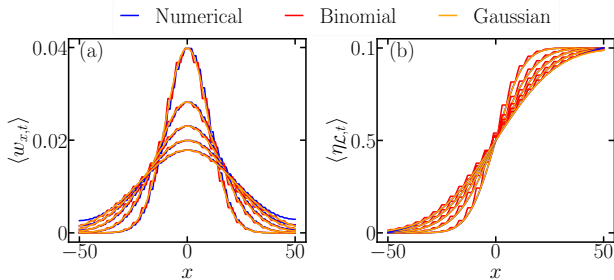 Numerical Binomial Gaussian
(a) (b)
0.04 0.1
0.02 0.5
0 0
⟨w_{x,t}⟩ ⟨η_{ℒ,t}⟩
−50 0 50 −50 0 50
x x